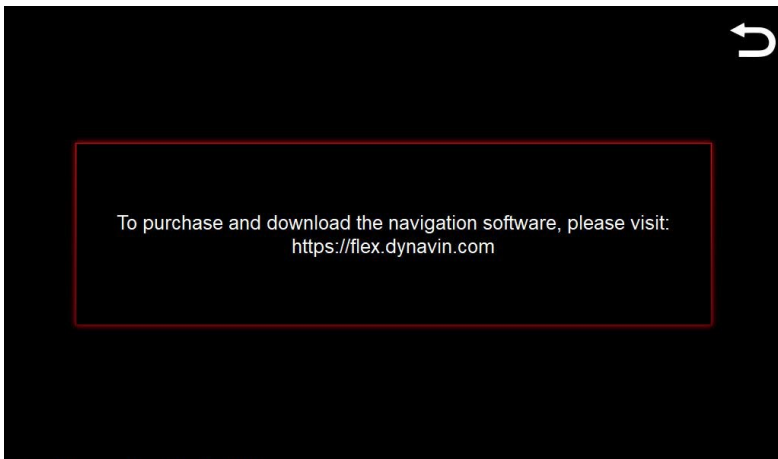 To purchase and download the navigation software, please visit:
https://flex.dynavin.com